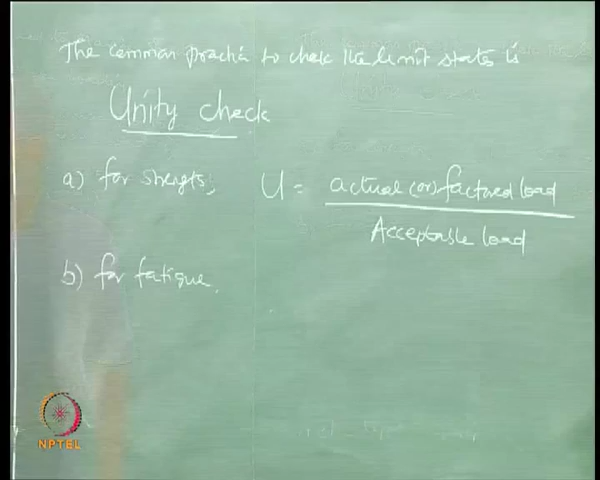 The common practice to check the limit states is
Unity check
a) for strength, U = actual (or) factored load
Acceptable load
b) for fatigue.
NPTEL